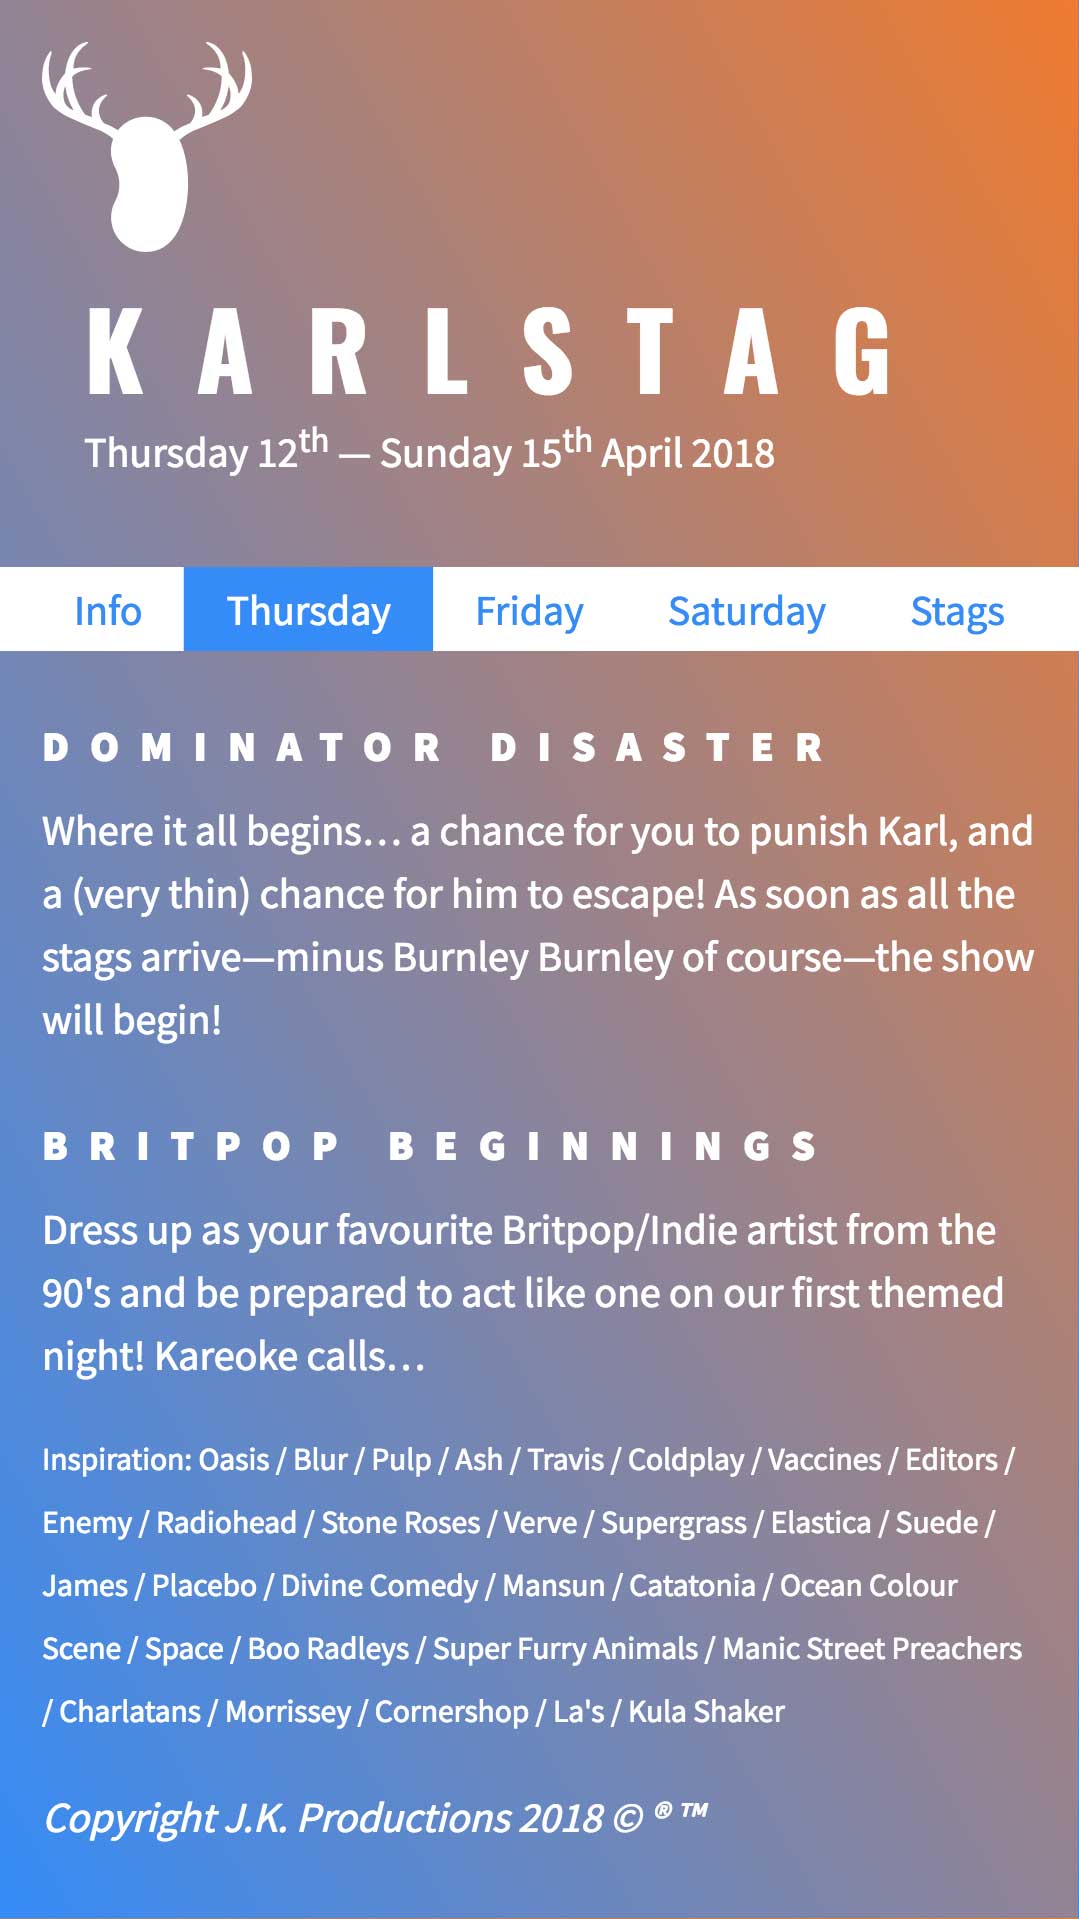 KARLSTAG
Thursday 12th — Sunday 15th April 2018
Info Thursday Friday Saturday Stags
DOMINATOR DISASTER
Where it all begins… a chance for you to punish Karl, and
a (very thin) chance for him to escape! As soon as all the
stags arrive—minus Burnley Burnley of course—the show
will begin!
BRITPOP BEGINNINGS
Dress up as your favourite Britpop/Indie artist from the
90's and be prepared to act like one on our first themed
night! Kareoke calls…
Inspiration: Oasis / Blur / Pulp / Ash / Travis / Coldplay / Vaccines / Editors /
Enemy / Radiohead / Stone Roses / Verve / Supergrass / Elastica / Suede /
James / Placebo / Divine Comedy / Mansun / Catatonia / Ocean Colour
Scene / Space / Boo Radleys / Super Furry Animals / Manic Street Preachers
/ Charlatans / Morrissey / Cornershop / La's / Kula Shaker
Copyright J.K. Productions 2018 © ® ™